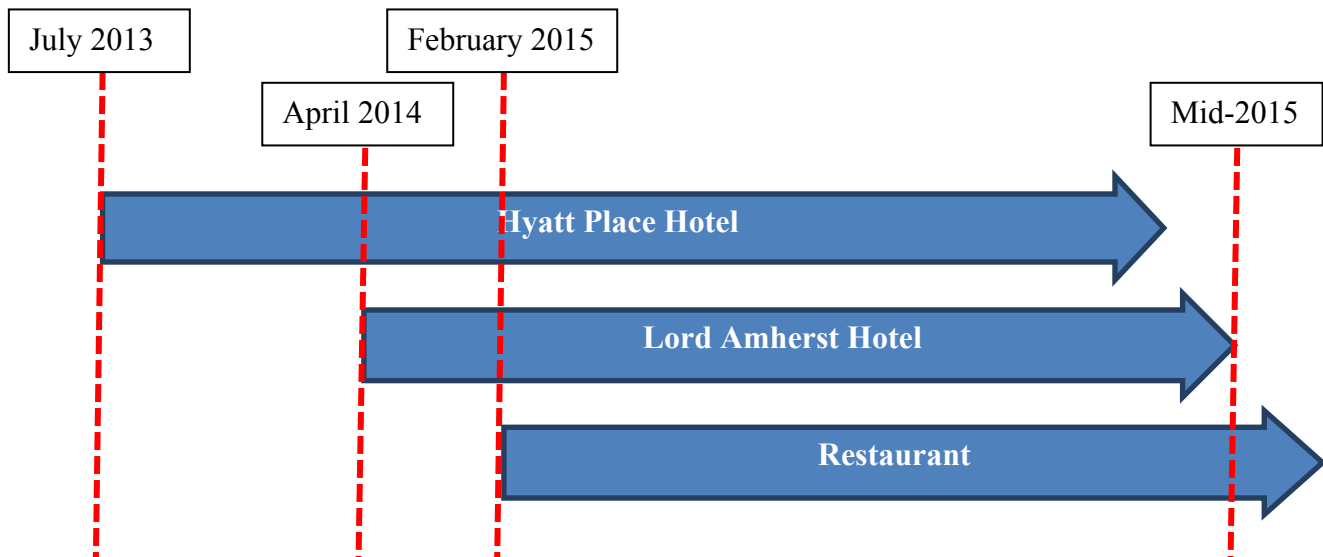 July 2013
February 2015
April 2014
Mid-2015
Hyatt Place Hotel
Lord Amherst Hotel
Restaurant